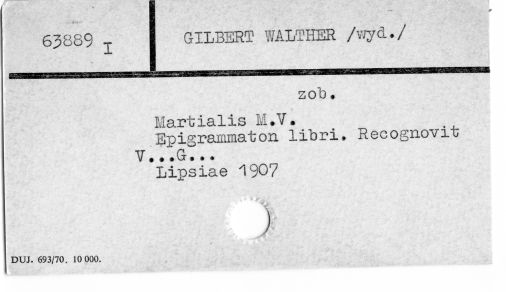 63889 I
GILBERT WALTHER /wyd./
zob.
Martialis M.V.
Epigrammaton libri. Recognovit
V...G...
Lipsiae 1907
DUJ. 693/70. 10 000.